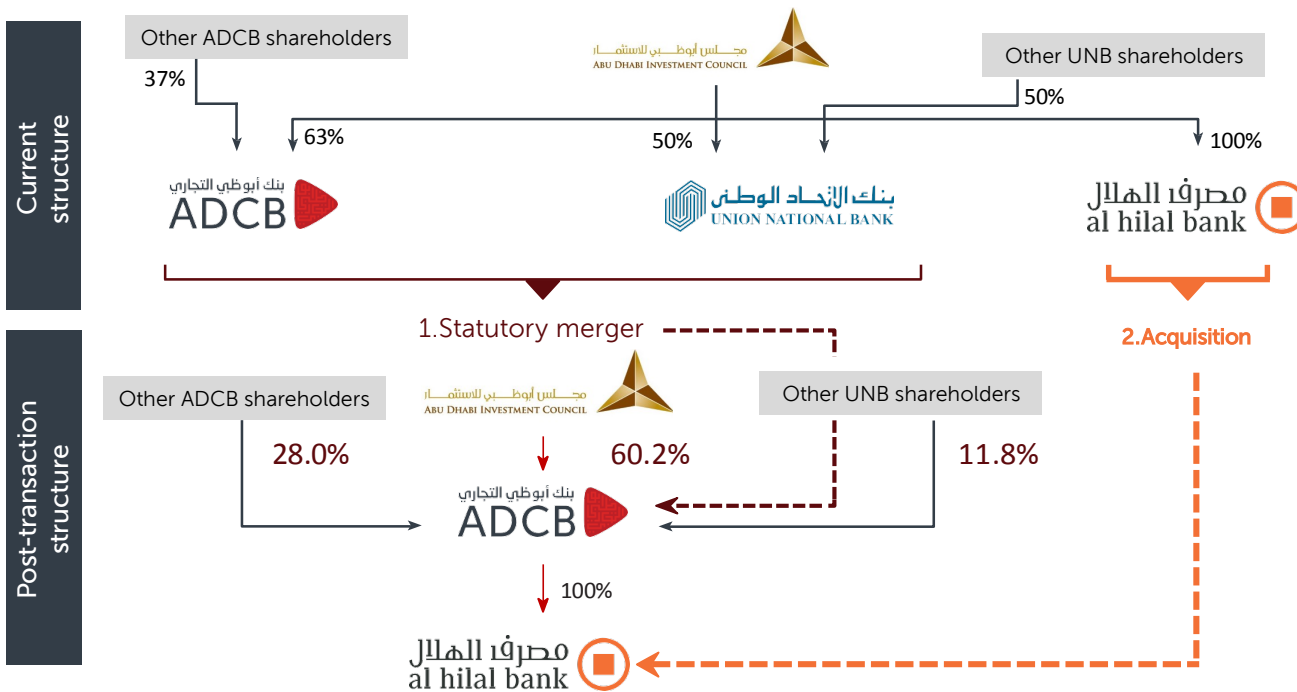 Current
structure
Other ADCB shareholders
37%
مجلس أبوظبي للاستثمار
ABU DHABI INVESTMENT COUNCIL
Other UNB shareholders
50%
63%
50%
100%
بنك أبوظبي التجاري
ADCB
بنك الاتحاد الوطني
UNION NATIONAL BANK
مصرف الهلال
al hilal bank
1.Statutory merger
2.Acquisition
Post-transaction
structure
Other ADCB shareholders
28.0%
مجلس أبوظبي للاستثمار
ABU DHABI INVESTMENT COUNCIL
60.2%
Other UNB shareholders
11.8%
بنك أبوظبي التجاري
ADCB
100%
مصرف الهلال
al hilal bank